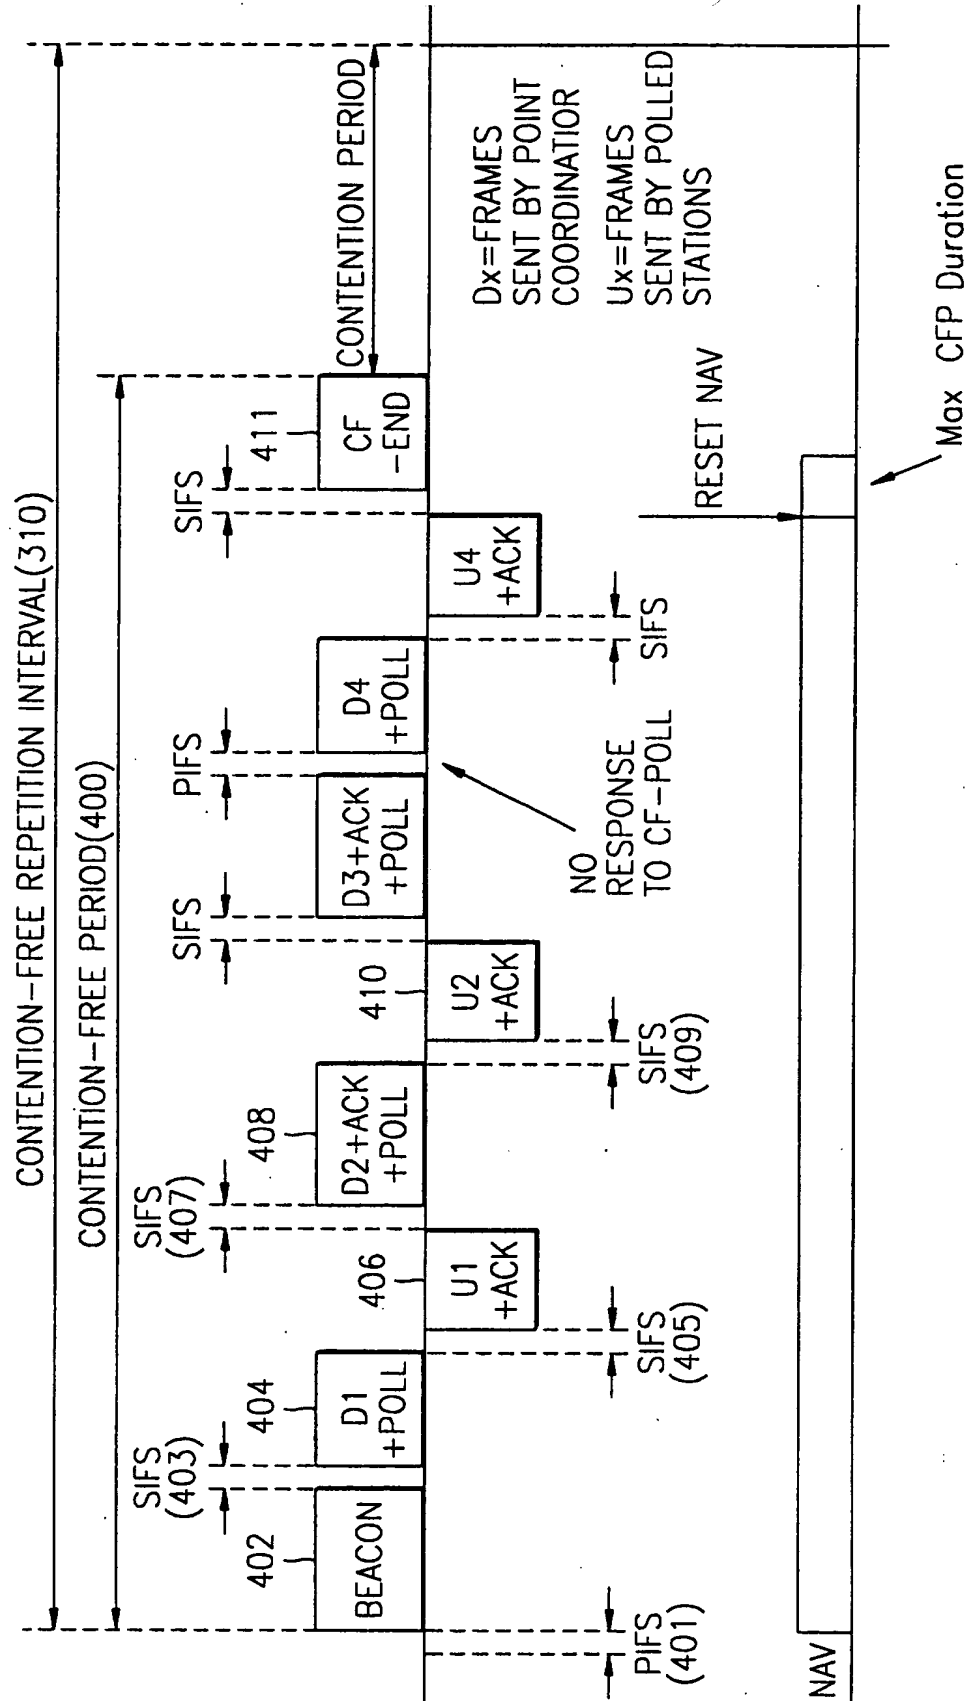 CONTENTION-FREE REPETITION INTERVAL(310)
CONTENTION-FREE PERIOD(400)
CONTENTION PERIOD
SIFS
(403)
SIFS
(407)
SIFS
PIFS
SIFS
402
404
406
408
410
411
BEACON
D1
+POLL
D2+ACK
+POLL
D3+ACK
+POLL
D4
+POLL
CF
-END
U1
+ACK
U2
+ACK
U4
+ACK
PIFS
(401)
SIFS
(405)
SIFS
(409)
SIFS
NO
RESPONSE
TO CF-POLL
Dx=FRAMES
SENT BY POINT
COORDINATIOR
Ux=FRAMES
SENT BY POLLED
STATIONS
RESET NAV
NAV
Max CFP Duration